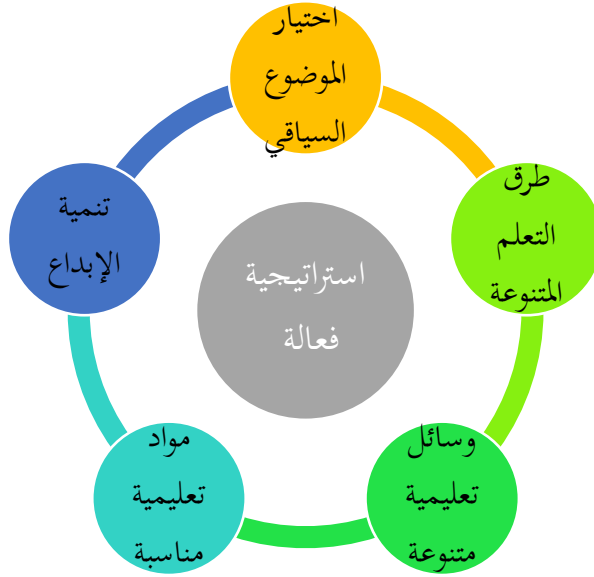 اختيار
الموضوع
السياقي
طرق
التعلم
المتنوعة
وسائل
تعليمية
متنوعة
مواد
تعليمية
مناسبة
تنمية
الإبداع
استراتيجية
فعالة